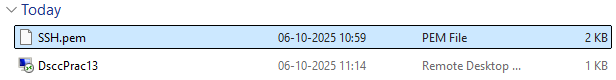 Today
SSH.pem 06-10-2025 10:59 PEM File 2 KB
DsccPrac13 06-10-2025 11:14 Remote Desktop ... 1 KB